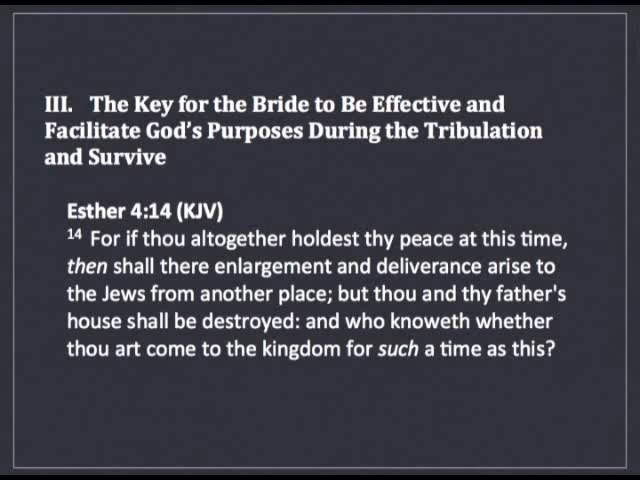 III. The Key for the Bride to Be Effective and
Facilitate God's Purposes During the Tribulation
and Survive
Esther 4:14 (KJV)
14 For if thou altogether holdest thy peace at this time,
then shall there enlargement and deliverance arise to
the Jews from another place; but thou and thy father's
house shall be destroyed: and who knoweth whether
thou art come to the kingdom for such a time as this?